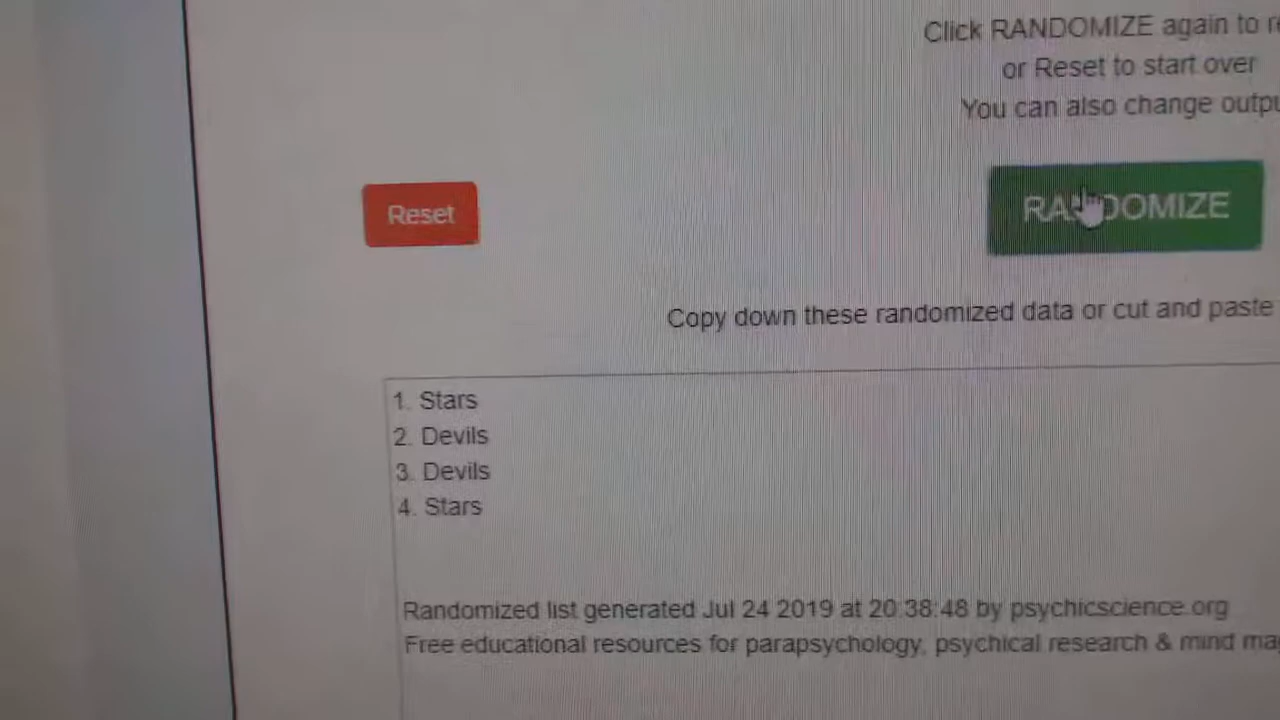 Click RANDOMIZE again to
or Reset to start over
You can also change
Reset
RANDOMIZE
Copy down these randomized data or cut and paste
1. Stars
2. Devils
3. Devils
4. Stars
Randomized list generated Jul 24 2019 at 20:38:48 by psychicscience.org
Free educational resources for parapsychology, psychical research & mind